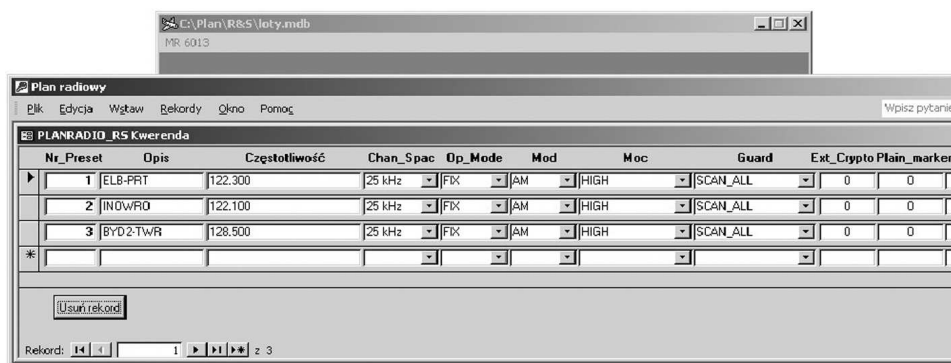 C:\Plan\R&S\loty.mdb
MR 6013
Plan radiowy
Plik Edycja Wstaw Rekordy Okno Pomoc
Wpisz pytanie
PLANRADIO_RS Kwerenda
Nr_Preset Opis Częstotliwość Chan_Spac Op_Mode Mod Moc Guard Ext_Crypto Plain_marker
1 ELB-PRT 122.300 25 kHz FIX AM HIGH SCAN_ALL 0 0
2 INOWRO 122.100 25 kHz FIX AM HIGH SCAN_ALL 0 0
3 BYD2-TWR 128.500 25 kHz FIX AM HIGH SCAN_ALL 0 0
Usuń rekord
Rekord: 1 z 3